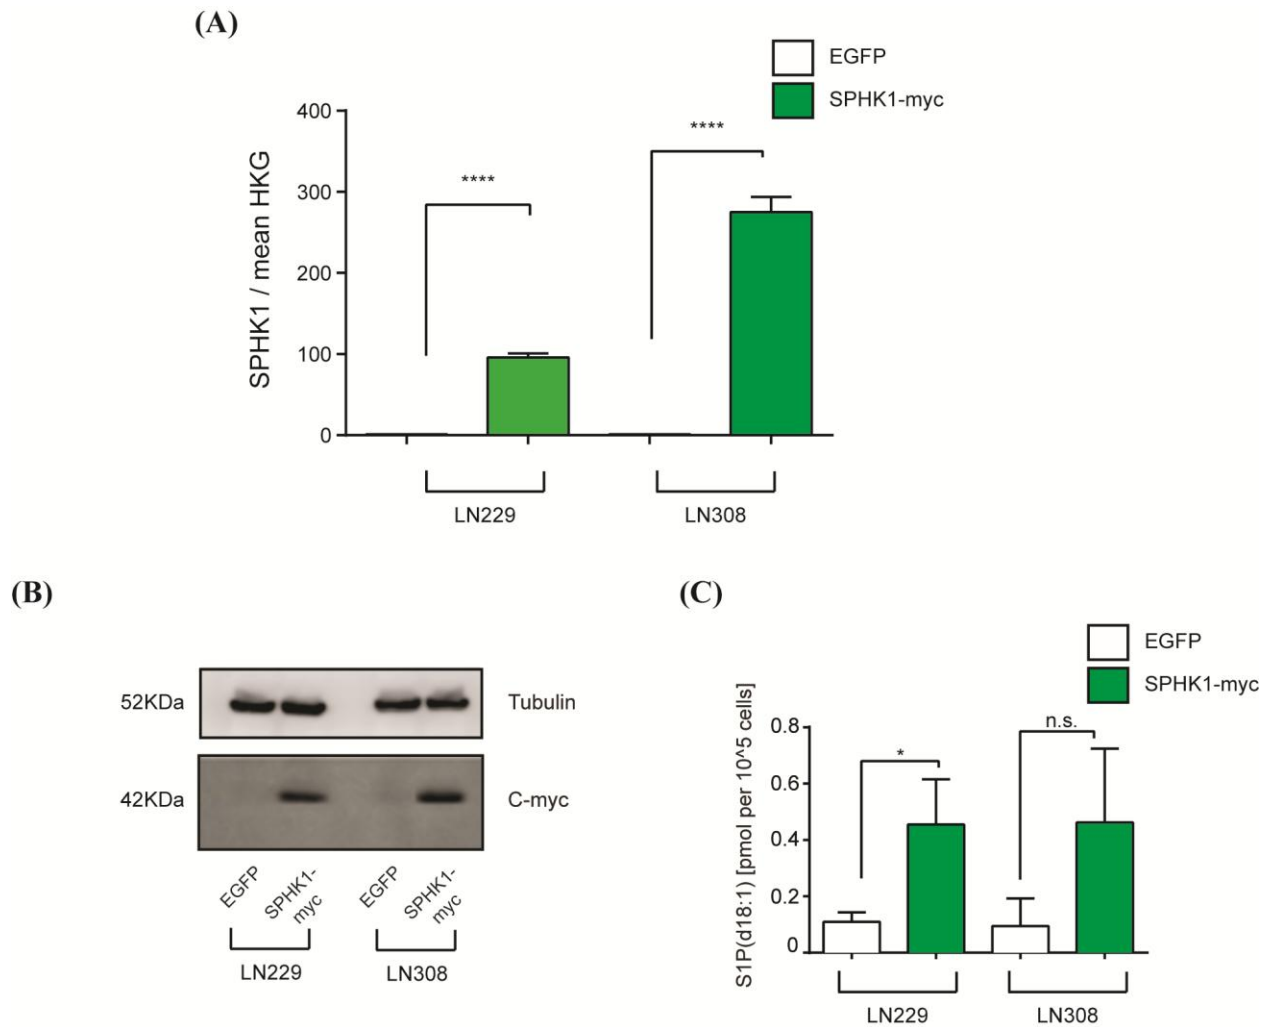 (A)
EGFP
SPHK1-myc
SPHK1 / mean HKG
400
300
200
100
0
****
****
LN229
LN308
(B)
52KDa
Tubulin
42KDa
C-myc
EGFP
SPHK1-
myc
EGFP
SPHK1-
myc
LN229
LN308
(C)
EGFP
SPHK1-myc
S1P(d18:1) [pmol per 10^5 cells]
0.8
0.6
0.4
0.2
0
*
n.s.
LN229
LN308